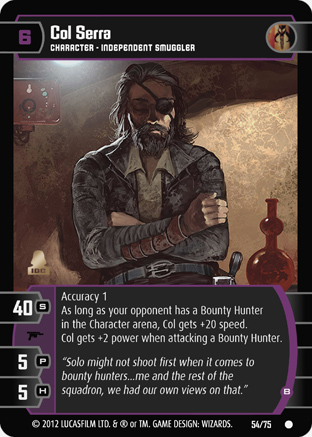 6
Col Serra
CHARACTER - INDEPENDENT SMUGGLER
IDC
40 S
5 P
5 H
Accuracy 1
As long as your opponent has a Bounty Hunter
in the Character arena, Col gets +20 speed.
Col gets +2 power when attacking a Bounty Hunter.
“Solo might not shoot first when it comes to
bounty hunters...me and the rest of the
squadron, we had our own views on that.”
B
© 2012 LUCASFILM LTD. & ® or TM. GAME DESIGN: WIZARDS.
54/75